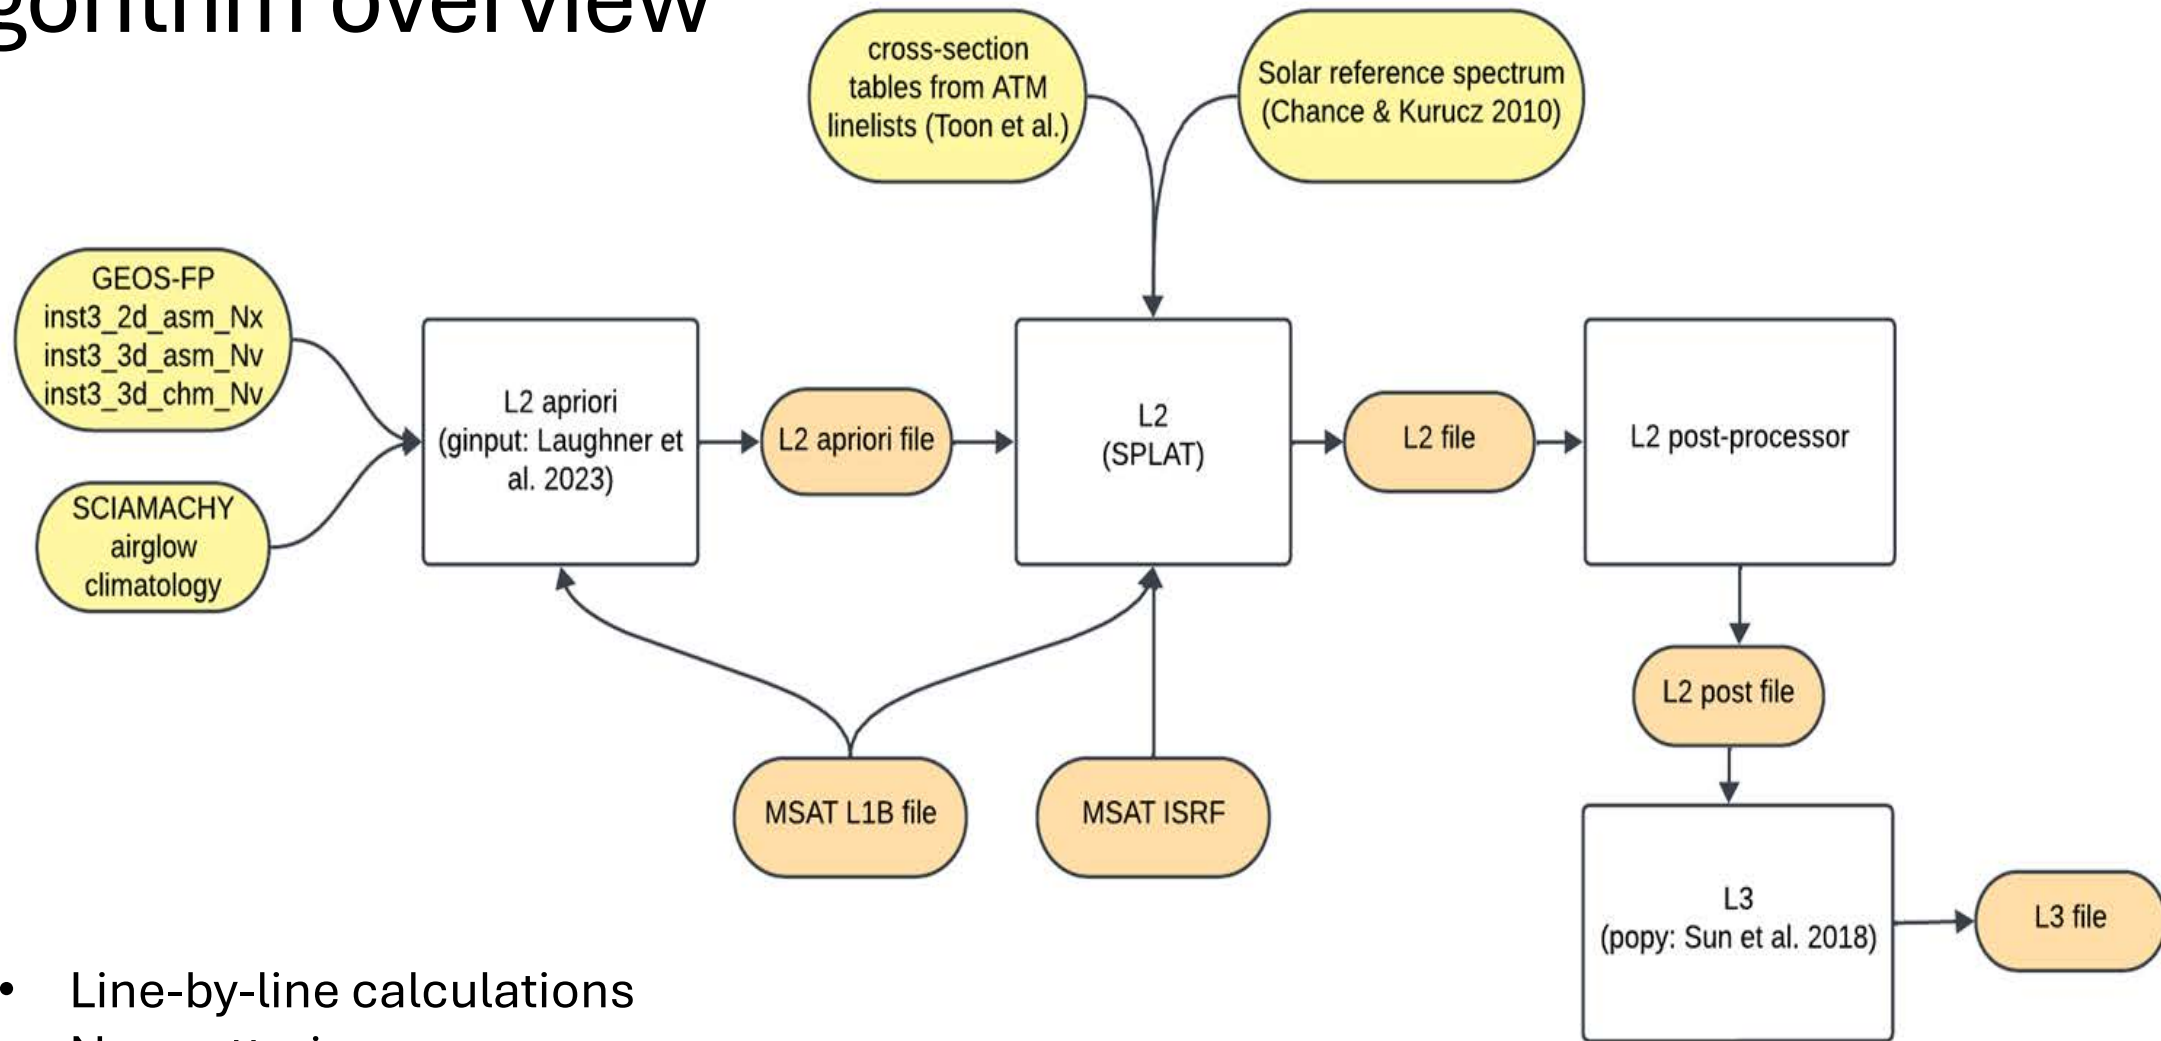 gorithm overview
cross-section
tables from ATM
linelists (Toon et al.)
Solar reference spectrum
(Chance & Kurucz 2010)
GEOS-FP
inst3_2d_asm_Nx
inst3_3d_asm_Nv
inst3_3d_chm_Nv
SCIAMACHY
airglow
climatology
L2 apriori
(ginput: Laughner et
al. 2023)
L2 apriori file
L2
(SPLAT)
L2 file
L2 post-processor
L2 post file
MSAT L1B file
MSAT ISRF
L3
(popy: Sun et al. 2018)
L3 file
• Line-by-line calculations